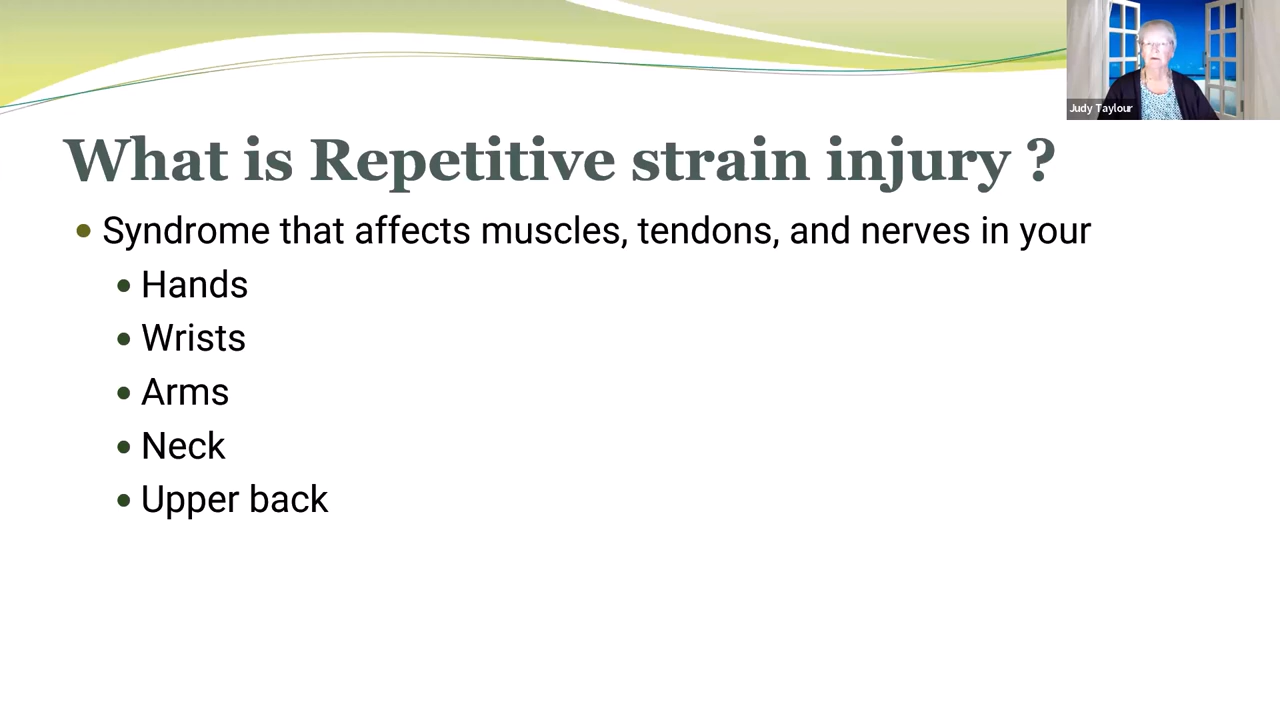 Judy Taylour
What is Repetitive strain injury ?
Syndrome that affects muscles, tendons, and nerves in your
Hands
Wrists
Arms
Neck
Upper back